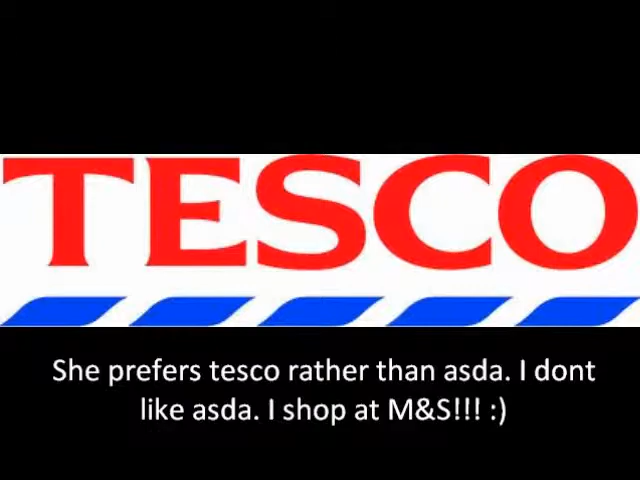 TESCO
She prefers tesco rather than asda. I dont
like asda. I shop at M&S!!! :)